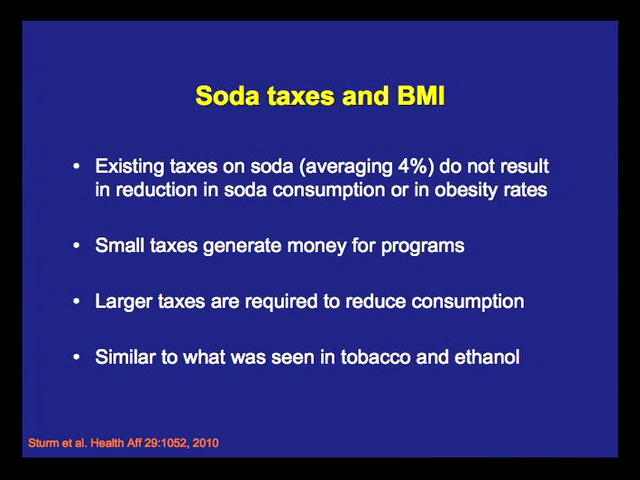 Soda taxes and BMI
• Existing taxes on soda (averaging 4%) do not result
in reduction in soda consumption or in obesity rates
• Small taxes generate money for programs
• Larger taxes are required to reduce consumption
• Similar to what was seen in tobacco and ethanol
Sturm et al. Health Aff 29:1052, 2010